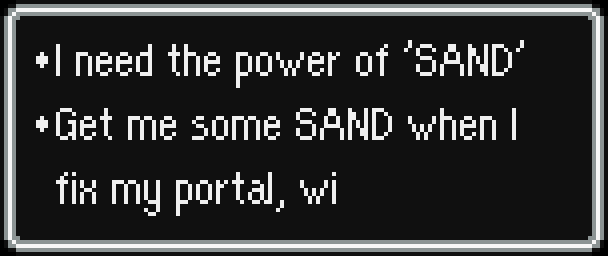 •I need the power of ‘SAND’
•Get me some SAND when I
fix my portal, wi